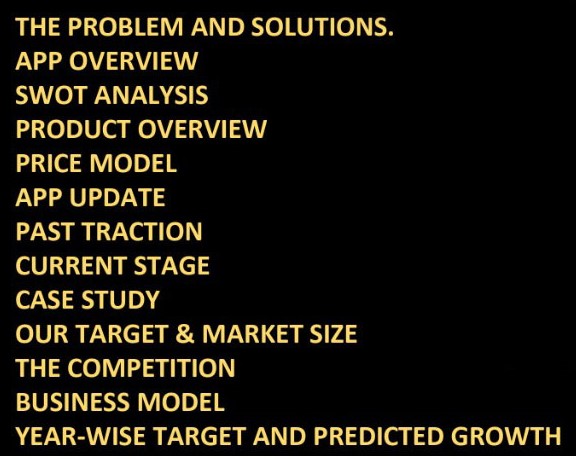 THE PROBLEM AND SOLUTIONS.
APP OVERVIEW
SWOT ANALYSIS
PRODUCT OVERVIEW
PRICE MODEL
APP UPDATE
PAST TRACTION
CURRENT STAGE
CASE STUDY
OUR TARGET & MARKET SIZE
THE COMPETITION
BUSINESS MODEL
YEAR-WISE TARGET AND PREDICTED GROWTH